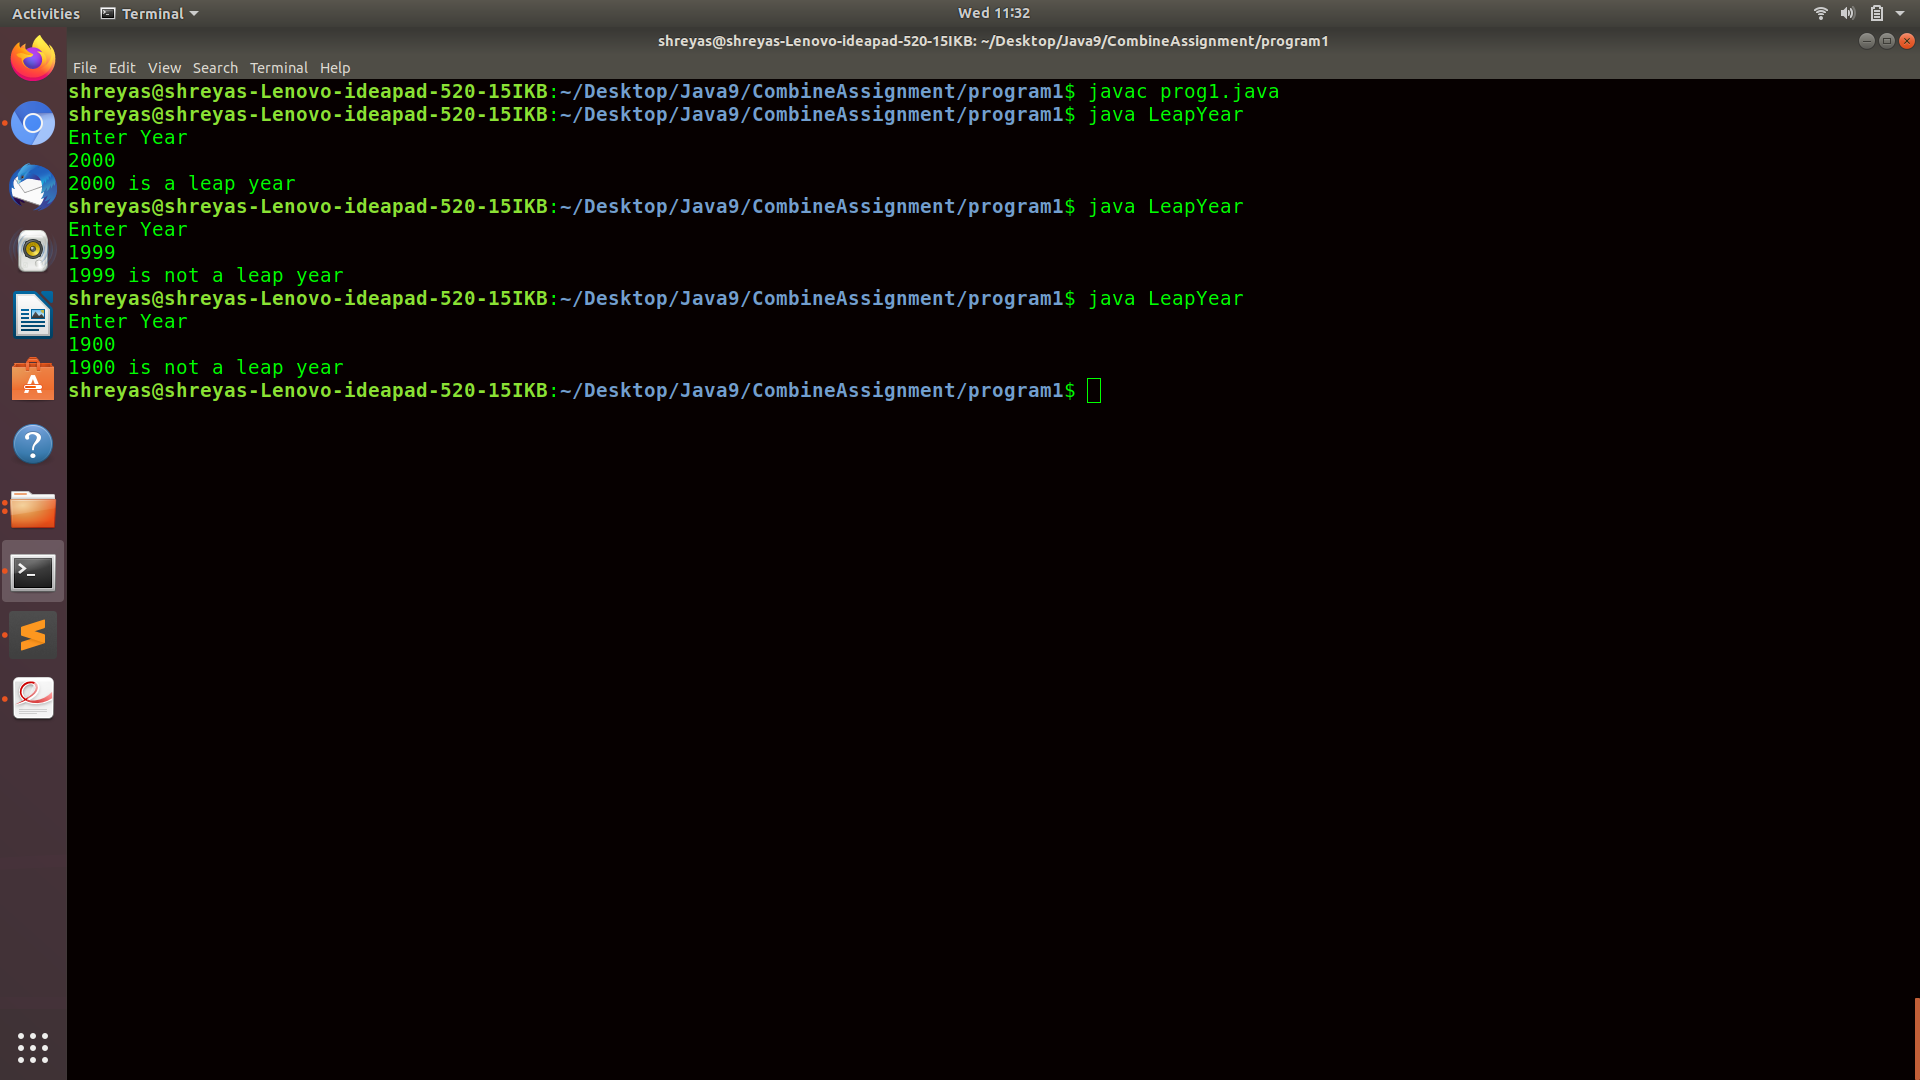 Activities Terminal Wed 11:32
shreyas@shreyas-Lenovo-ideapad-520-15IKB: ~/Desktop/Java9/CombineAssignment/program1
File Edit View Search Terminal Help
shreyas@shreyas-Lenovo-ideapad-520-15IKB:~/Desktop/Java9/CombineAssignment/program1$ javac prog1.java
shreyas@shreyas-Lenovo-ideapad-520-15IKB:~/Desktop/Java9/CombineAssignment/program1$ java LeapYear
Enter Year
2000
2000 is a leap year
shreyas@shreyas-Lenovo-ideapad-520-15IKB:~/Desktop/Java9/CombineAssignment/program1$ java LeapYear
Enter Year
1999
1999 is not a leap year
shreyas@shreyas-Lenovo-ideapad-520-15IKB:~/Desktop/Java9/CombineAssignment/program1$ java LeapYear
Enter Year
1900
1900 is not a leap year
shreyas@shreyas-Lenovo-ideapad-520-15IKB:~/Desktop/Java9/CombineAssignment/program1$